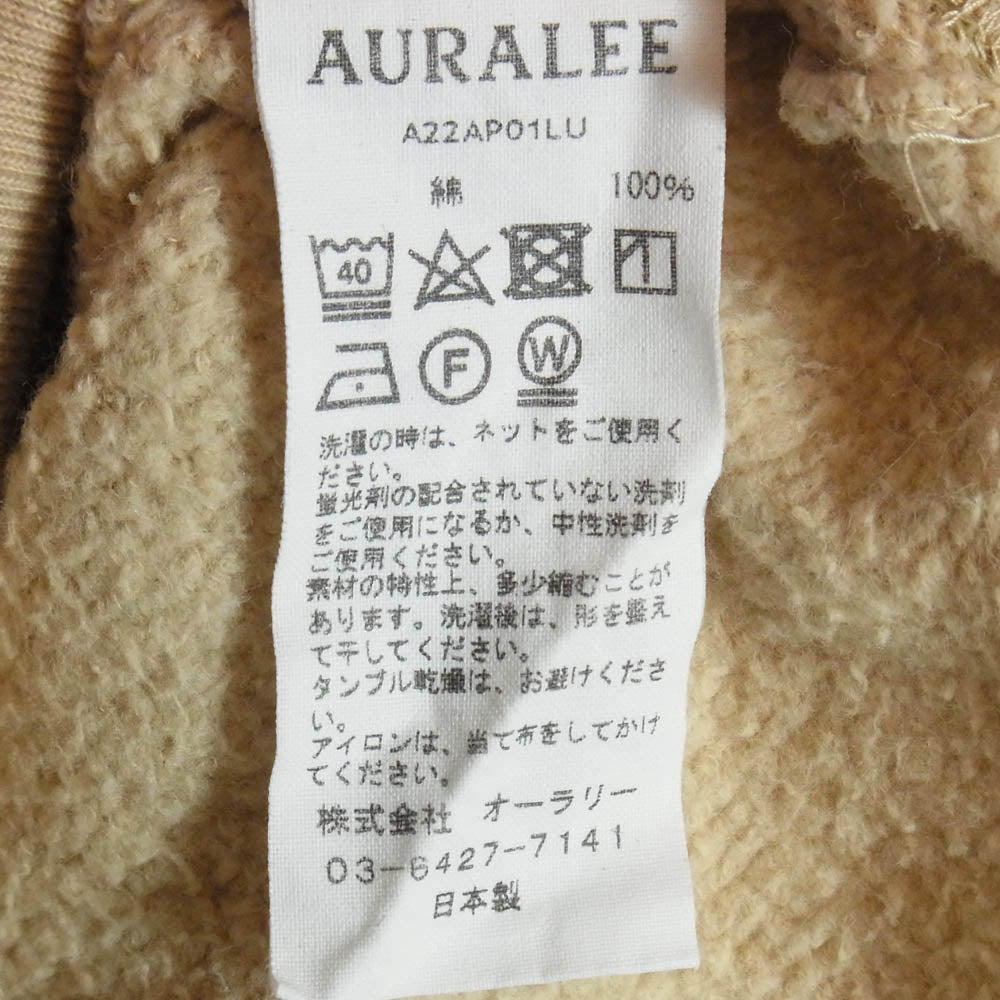 AURALEE
A22AP01LU
綿 100%
40
F W
洗濯の時は、ネットをご使用く
ださい。
蛍光剤の配合されていない洗剤
をご使用になるか、中性洗剤を
ご使用ください。
素材の特性上、多少縮むことが
あります。洗濯後は、形を整え
て干してください。
タンブル乾燥は、お避けくださ
い。
アイロンは、当て布をしてかけ
てください。
株式会社 オーラリー
03-6427-7141
日本製